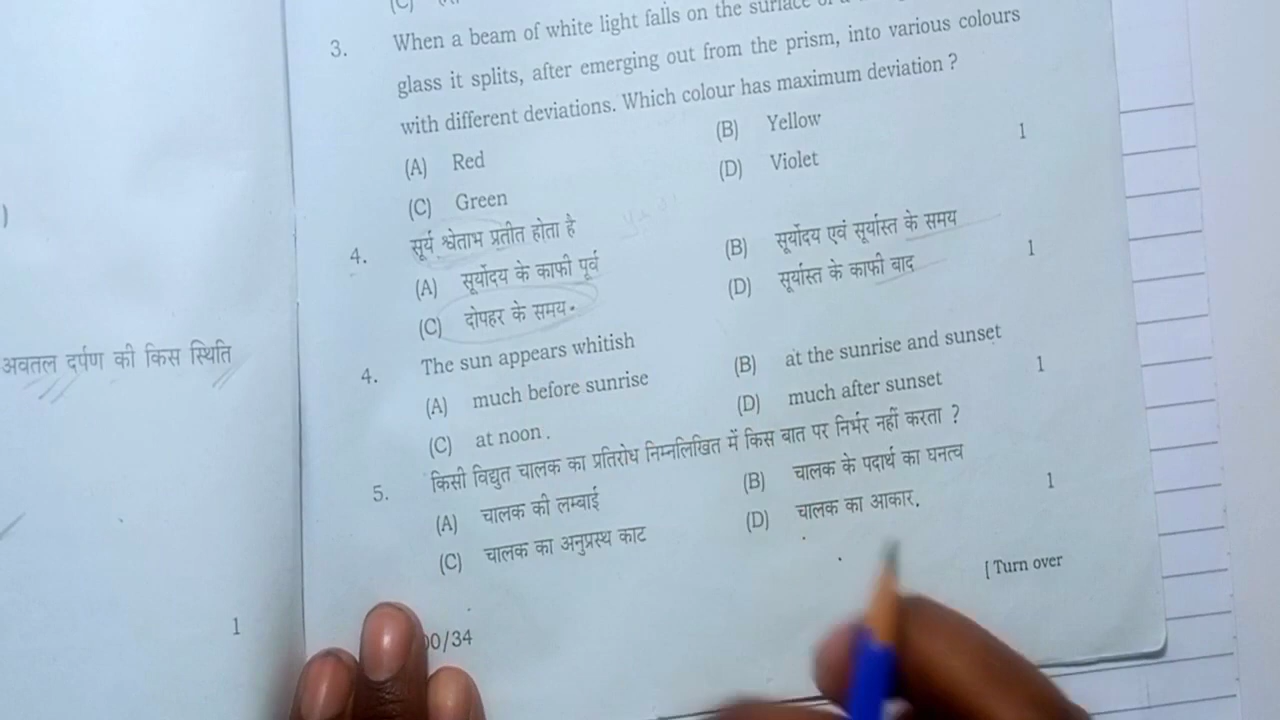 (C)
3. When a beam of white light falls on the surface of a
glass it splits, after emerging out from the prism, into various colours
with different deviations. Which colour has maximum deviation ?
(A) Red (B) Yellow
(C) Green (D) Violet 1
4. सूर्य श्वेताभ प्रतीत होता है
(A) सूर्योदय के काफी पूर्व (B) सूर्योदय एवं सूर्यास्त के समय
(C) दोपहर के समय. (D) सूर्यास्त के काफी बाद 1
4. The sun appears whitish
(A) much before sunrise (B) at the sunrise and sunset
(C) at noon. (D) much after sunset 1
5. किसी विद्युत चालक का प्रतिरोध निम्नलिखित में किस बात पर निर्भर नहीं करता ?
(A) चालक की लम्बाई (B) चालक के पदार्थ का घनत्व
(C) चालक का अनुप्रस्थ काट (D) चालक का आकार. 1
[ Turn over
0/34
)
अवतल दर्पण की किस स्थिति
1